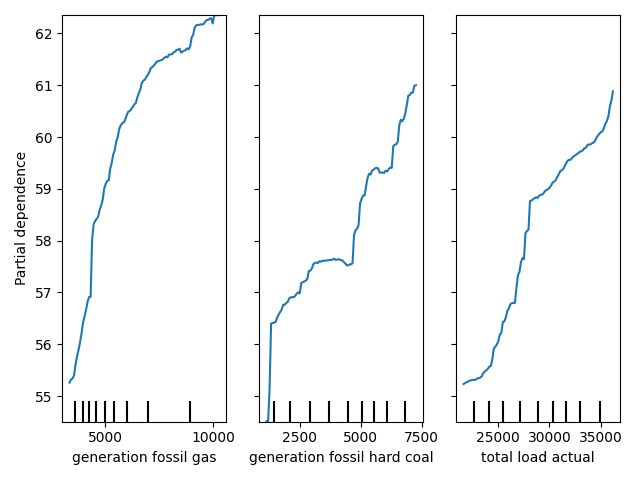 Partial dependence
62
61
60
59
58
57
56
55
5000 10000
generation fossil gas
2500 5000 7500
generation fossil hard coal
25000 30000 35000
total load actual